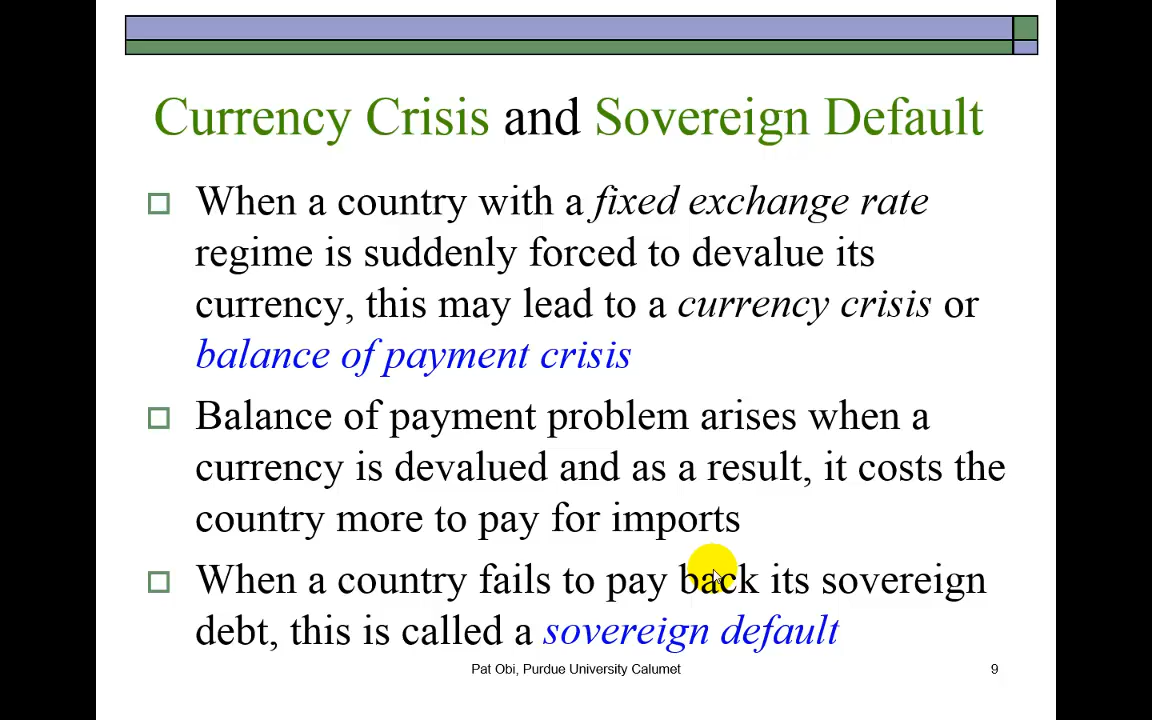 Currency Crisis and Sovereign Default
When a country with a fixed exchange rate
regime is suddenly forced to devalue its
currency, this may lead to a currency crisis or
balance of payment crisis
Balance of payment problem arises when a
currency is devalued and as a result, it costs the
country more to pay for imports
When a country fails to pay back its sovereign
debt, this is called a sovereign default
Pat Obi, Purdue University Calumet 9